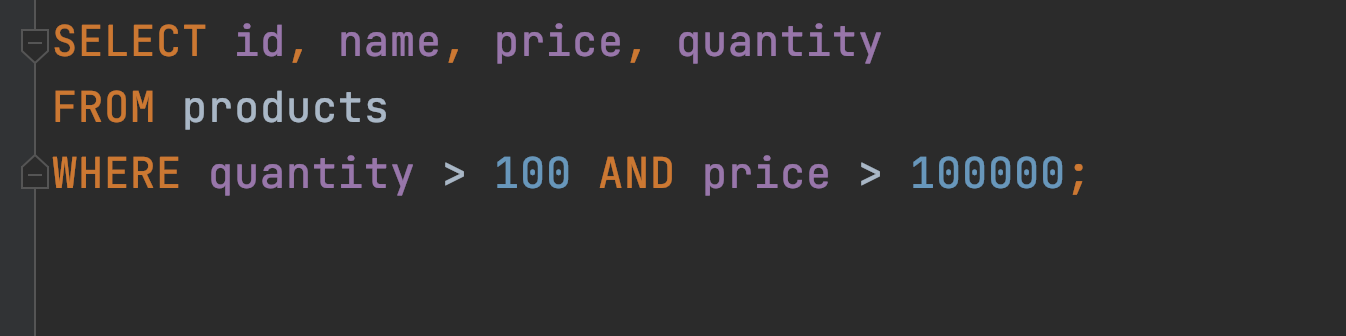 SELECT id, name, price, quantity
FROM products
WHERE quantity > 100 AND price > 100000;